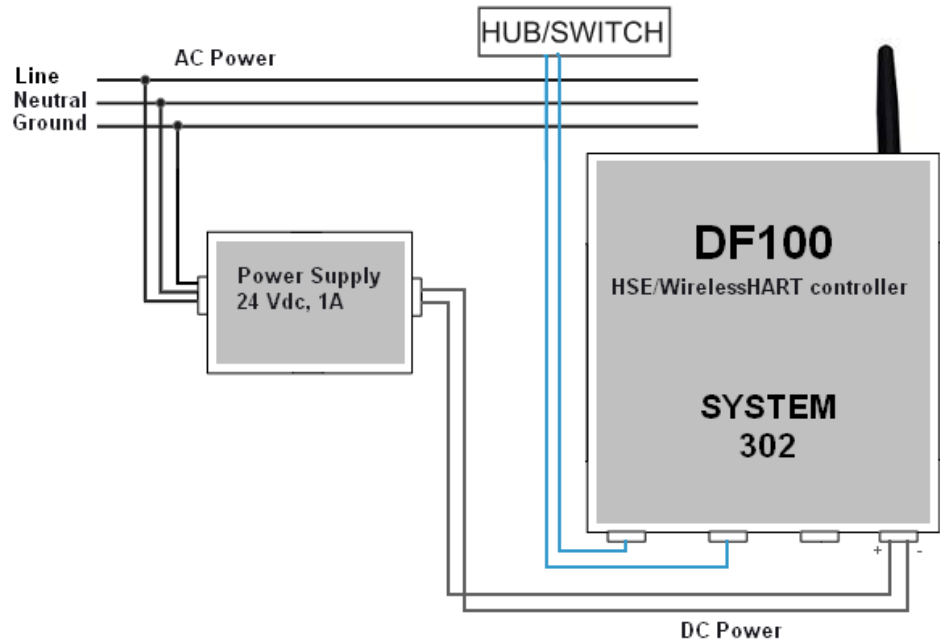 HUB/SWITCH
AC Power
Line
Neutral
Ground
Power Supply
24 Vdc, 1A
DF100
HSE/WirelessHART controller
SYSTEM
302
+ -
DC Power